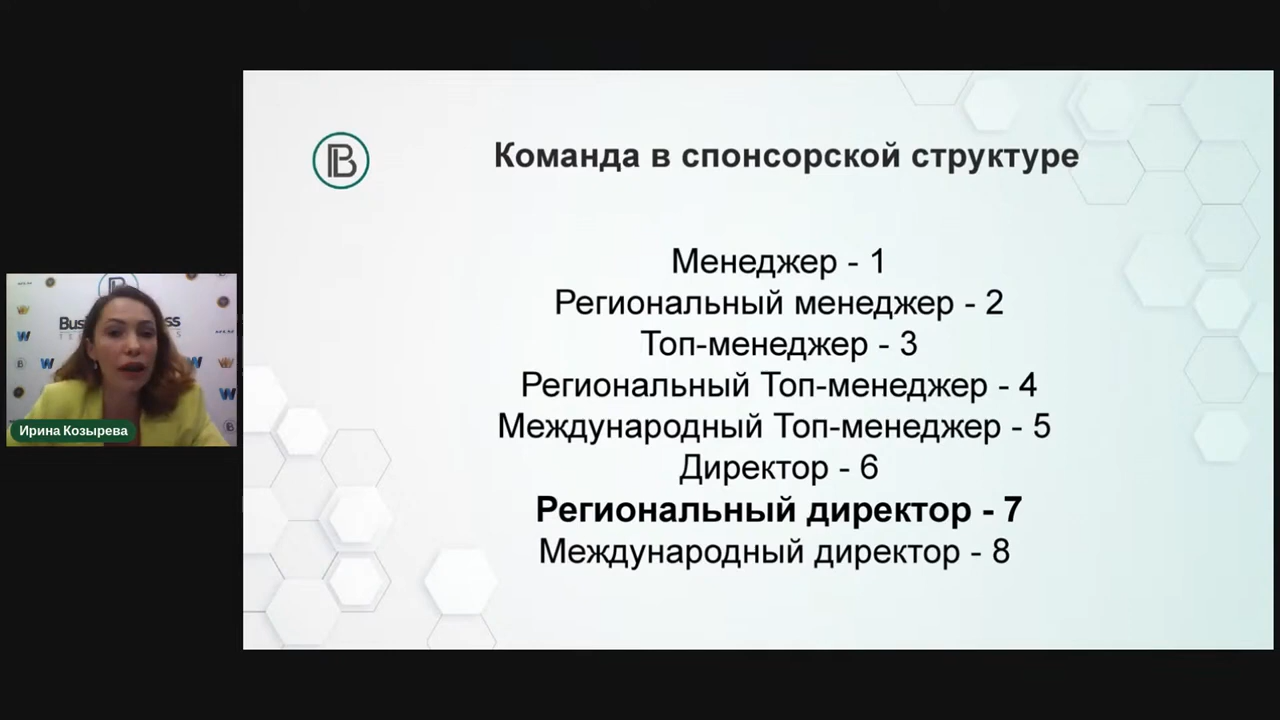 Команда в спонсорской структуре
Менеджер - 1
Региональный менеджер - 2
Топ-менеджер - 3
Региональный Топ-менеджер - 4
Международный Топ-менеджер - 5
Директор - 6
Региональный директор - 7
Международный директор - 8
Ирина Козырева